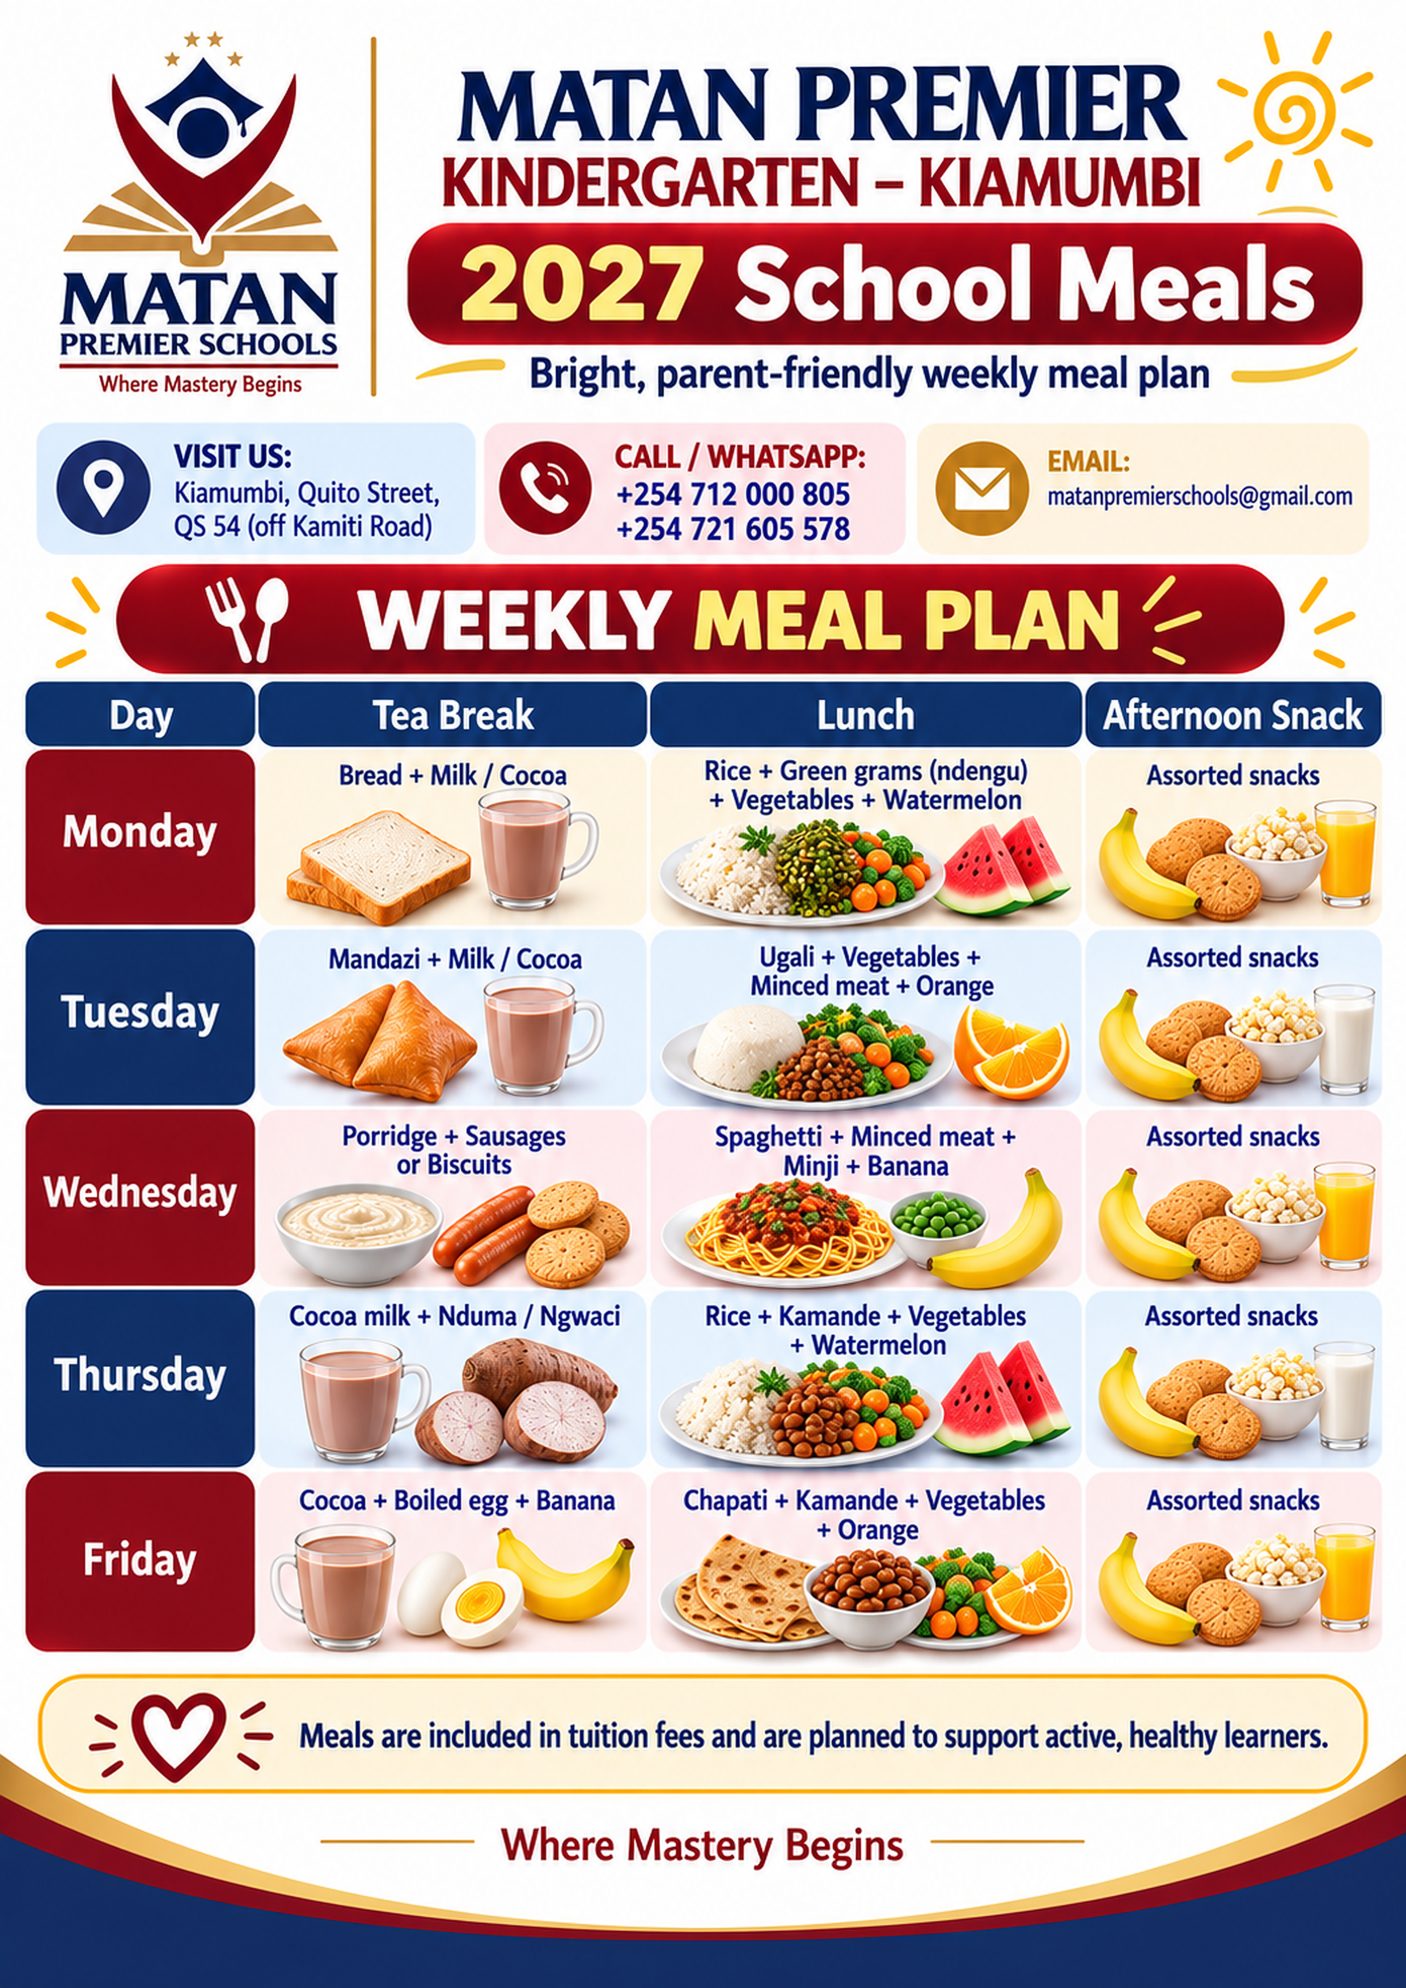 MATAN
PREMIER SCHOOLS
Where Mastery Begins
MATAN PREMIER
KINDERGARTEN – KIAMUMBI
2027 School Meals
Bright, parent-friendly weekly meal plan
VISIT US:
Kiamumbi, Quito Street,
QS 54 (off Kamiti Road)
CALL / WHATSAPP:
+254 712 000 805
+254 721 605 578
EMAIL:
matanpremierschools@gmail.com
WEEKLY MEAL PLAN
Day
Tea Break
Lunch
Afternoon Snack
Monday
Bread + Milk / Cocoa
Rice + Green grams (ndengu)
+ Vegetables + Watermelon
Assorted snacks
Tuesday
Mandazi + Milk / Cocoa
Ugali + Vegetables +
Minced meat + Orange
Assorted snacks
Wednesday
Porridge + Sausages
or Biscuits
Spaghetti + Minced meat +
Minji + Banana
Assorted snacks
Thursday
Cocoa milk + Nduma / Ngwaci
Rice + Kamande + Vegetables
+ Watermelon
Assorted snacks
Friday
Cocoa + Boiled egg + Banana
Chapati + Kamande + Vegetables
+ Orange
Assorted snacks
Meals are included in tuition fees and are planned to support active, healthy learners.
Where Mastery Begins